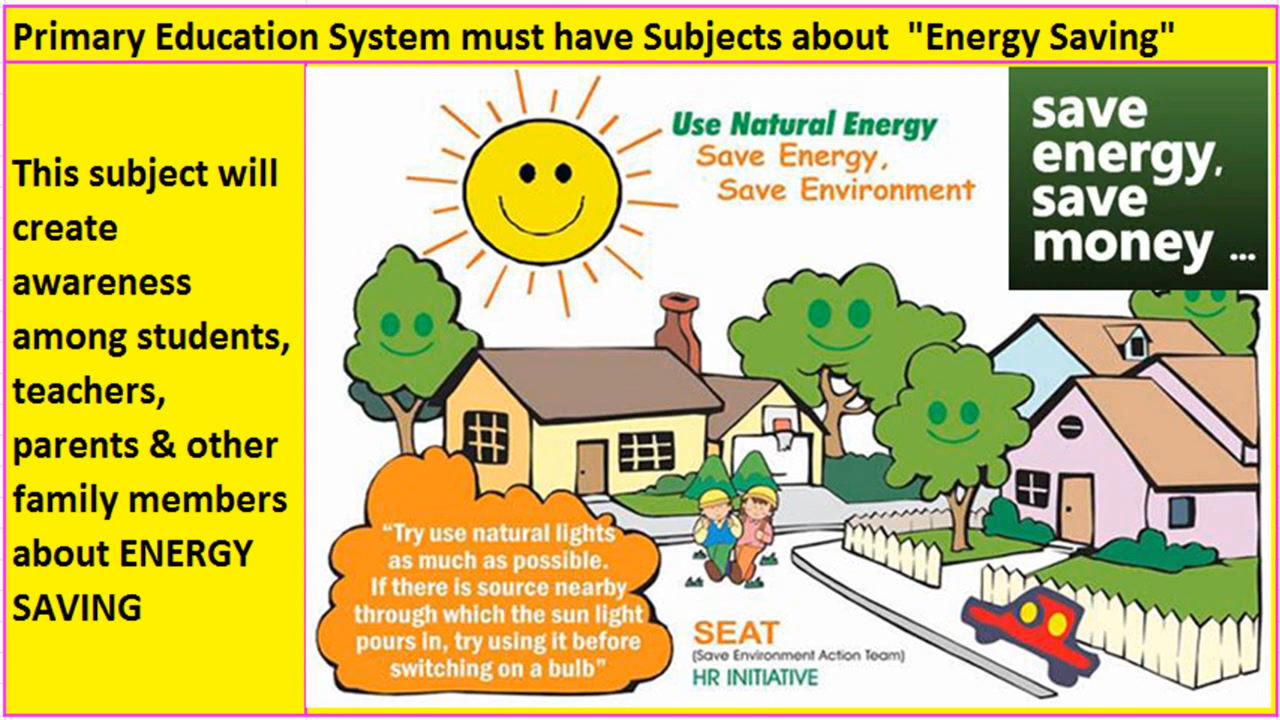 Primary Education System must have Subjects about "Energy Saving"
This subject will
create
awareness
among students,
teachers,
parents & other
family members
about ENERGY
SAVING
Use Natural Energy
Save Energy,
Save Environment
save
energy,
save
money ...
“Try use natural lights
as much as possible.
If there is source nearby
through which the sun light
pours in, try using it before
switching on a bulb”
SEAT
(Save Environment Action Team)
HR INITIATIVE